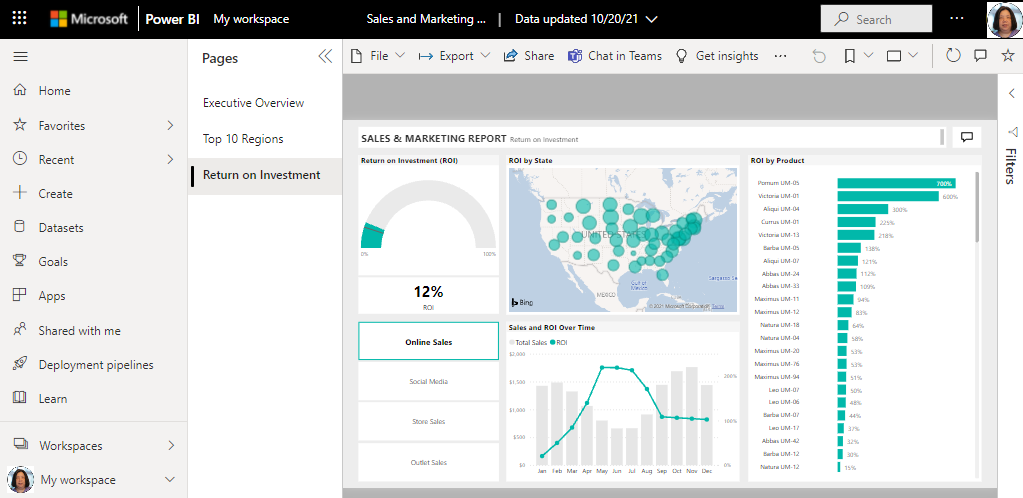 Microsoft Power BI My workspace Sales and Marketing ... | Data updated 10/20/21 Search ...
Pages
File Export Share Chat in Teams Get insights ...
Home
Favorites
Recent
Create
Datasets
Goals
Apps
Shared with me
Deployment pipelines
Learn
Workspaces
My workspace
Executive Overview
Top 10 Regions
Return on Investment
Filters
SALES & MARKETING REPORT Return on Investment
Return on Investment (ROI)
0% 100%
12%
ROI
Online Sales
Social Media
Store Sales
Outlet Sales
ROI by State
UNITED STATES
Gulf of
Mexico
MEXICO
Sargasso Se
Bing
© 2021 Microsoft Corporation Terms
Sales and ROI Over Time
Total Sales ROI
$2,000
$1,500
$1,000
$500
$0
200%
100%
0%
Jan Feb Mar Apr May Jun Jul Aug Sep Oct Nov Dec
ROI by Product
Pomum UM-05 700%
Victoria UM-01 600%
Aliqui UM-04 300%
Currus UM-01 225%
Victoria UM-13 218%
Barba UM-05 138%
Aliqui UM-07 121%
Abbas UM-24 112%
Abbas UM-33 109%
Maximus UM-11 94%
Maximus UM-12 83%
Natura UM-18 64%
Natura UM-04 58%
Maximus UM-20 53%
Maximus UM-76 53%
Maximus UM-94 51%
Leo UM-07 50%
Leo UM-06 48%
Barba UM-07 44%
Leo UM-17 37%
Abbas UM-42 32%
Barba UM-12 30%
Natura UM-12 15%